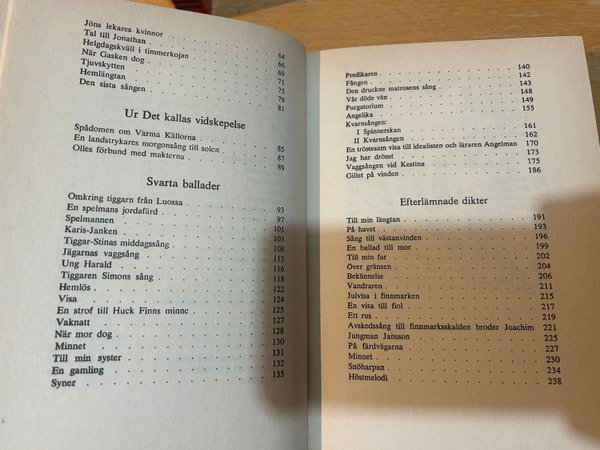 Jöns lekares kvinnor . . . . . 64
Tal till Jonathan . . . . . 66
Helgdagskväll i timmerkojan . . . . . 69
När Gasken dog . . . . . 71
Tjuvskytten . . . . . 75
Hemlängtan . . . . . 79
Den sista sången . . . . . 81
Ur Det kallas vidskepelse
Spådomen om Varma Källorna . . . . . 85
En landstrykares morgonsång till solen . . . . . 87
Olles förbund med makterna . . . . . 89
Svarta ballader
Omkring tiggarn från Luossa . . . . . 93
En spelmans jordafärd . . . . . 97
Spelmannen . . . . . 101
Karis-Janken . . . . . 103
Tiggar-Stinas middagssång . . . . . 108
Jägarnas vaggsång . . . . . 113
Ung Harald . . . . . 116
Tiggaren Simons sång . . . . . 118
Hemlös . . . . . 122
Visa . . . . . 124
En strof till Huck Finns minne . . . . . 125
Vaknatt . . . . . 127
När mor dog . . . . . 128
Minnet . . . . . 130
Till min syster . . . . . 131
En gamling . . . . . 132
Syner . . . . . 135
Predikaren . . . . . 140
Fången . . . . . 142
Den druckne matrosens sång . . . . . 143
Vår döde vän . . . . . 148
Purgatorium . . . . . 149
Angelika . . . . . 155
Kvarnsången:
I Spinnerskan . . . . . 161
II Kvarnsången . . . . . 162
En tröstesam visa till idealisten och läraren Angelman 170
Jag har drömt . . . . . 173
Vaggsången vid Kestina . . . . . 175
Gillet på vinden . . . . . 186
Efterlämnade dikter
Till min längtan . . . . . 191
På havet . . . . . 193
Sång till västanvinden . . . . . 196
En ballad till mor . . . . . 199
Till min far . . . . . 202
Över gränsen . . . . . 204
Bekännelse . . . . . 206
Vandraren . . . . . 211
Julvisa i finnmarken . . . . . 215
En visa till fiol . . . . . 217
Ett rus . . . . . 219
Avskedssång till finnmarksskalden broder Joachim . 221
Jungman Jansson . . . . . 225
På färdvägarna . . . . . 227
Minnet . . . . . 230
Snöharpan . . . . . 234
Höstmelodi . . . . . 238